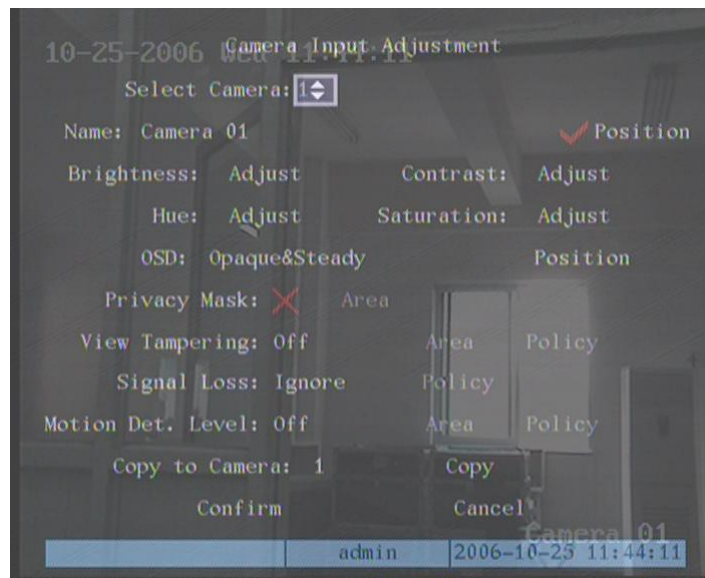 Camera Input Adjustment
10-25-2006 Wed 11:44:11
Select Camera: 1
Name: Camera 01 Position
Brightness: Adjust Contrast: Adjust
Hue: Adjust Saturation: Adjust
OSD: Opaque&Steady Position
Privacy Mask: Area
View Tampering: Off Area Policy
Signal Loss: Ignore Policy
Motion Det. Level: Off Area Policy
Copy to Camera: 1 Copy
Confirm Cancel
Camera 01
admin 2006-10-25 11:44:11